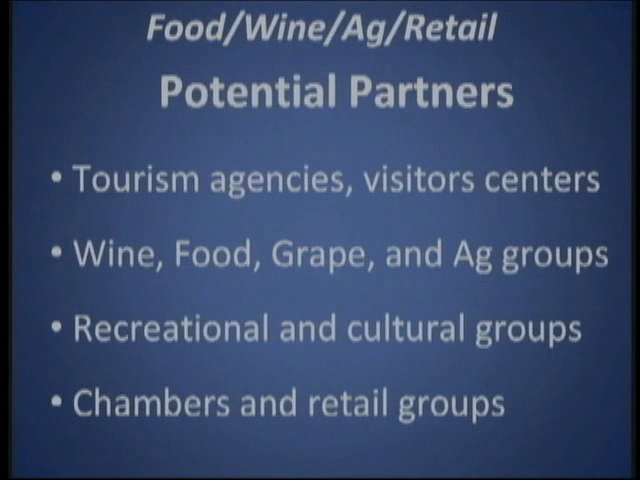 Food/Wine/Ag/Retail
Potential Partners
• Tourism agencies, visitors centers
• Wine, Food, Grape, and Ag groups
• Recreational and cultural groups
• Chambers and retail groups